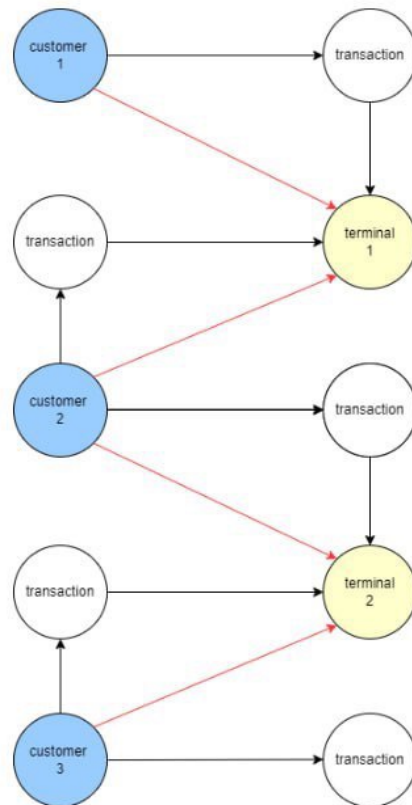 customer
1
transaction
transaction
terminal
1
customer
2
transaction
transaction
terminal
2
customer
3
transaction